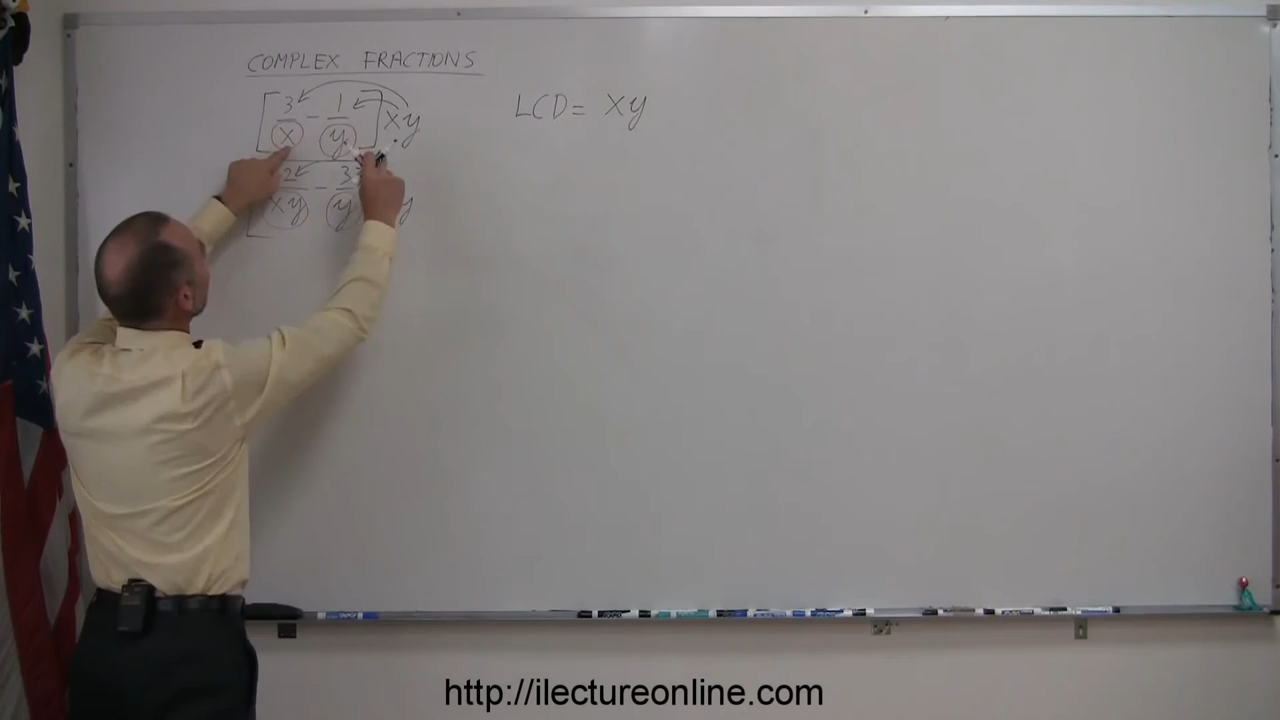 COMPLEX FRACTIONS
[3/x - 1/y] xy
LCD = xy
[2/xy - 3/y y
http://ilectureonline.com